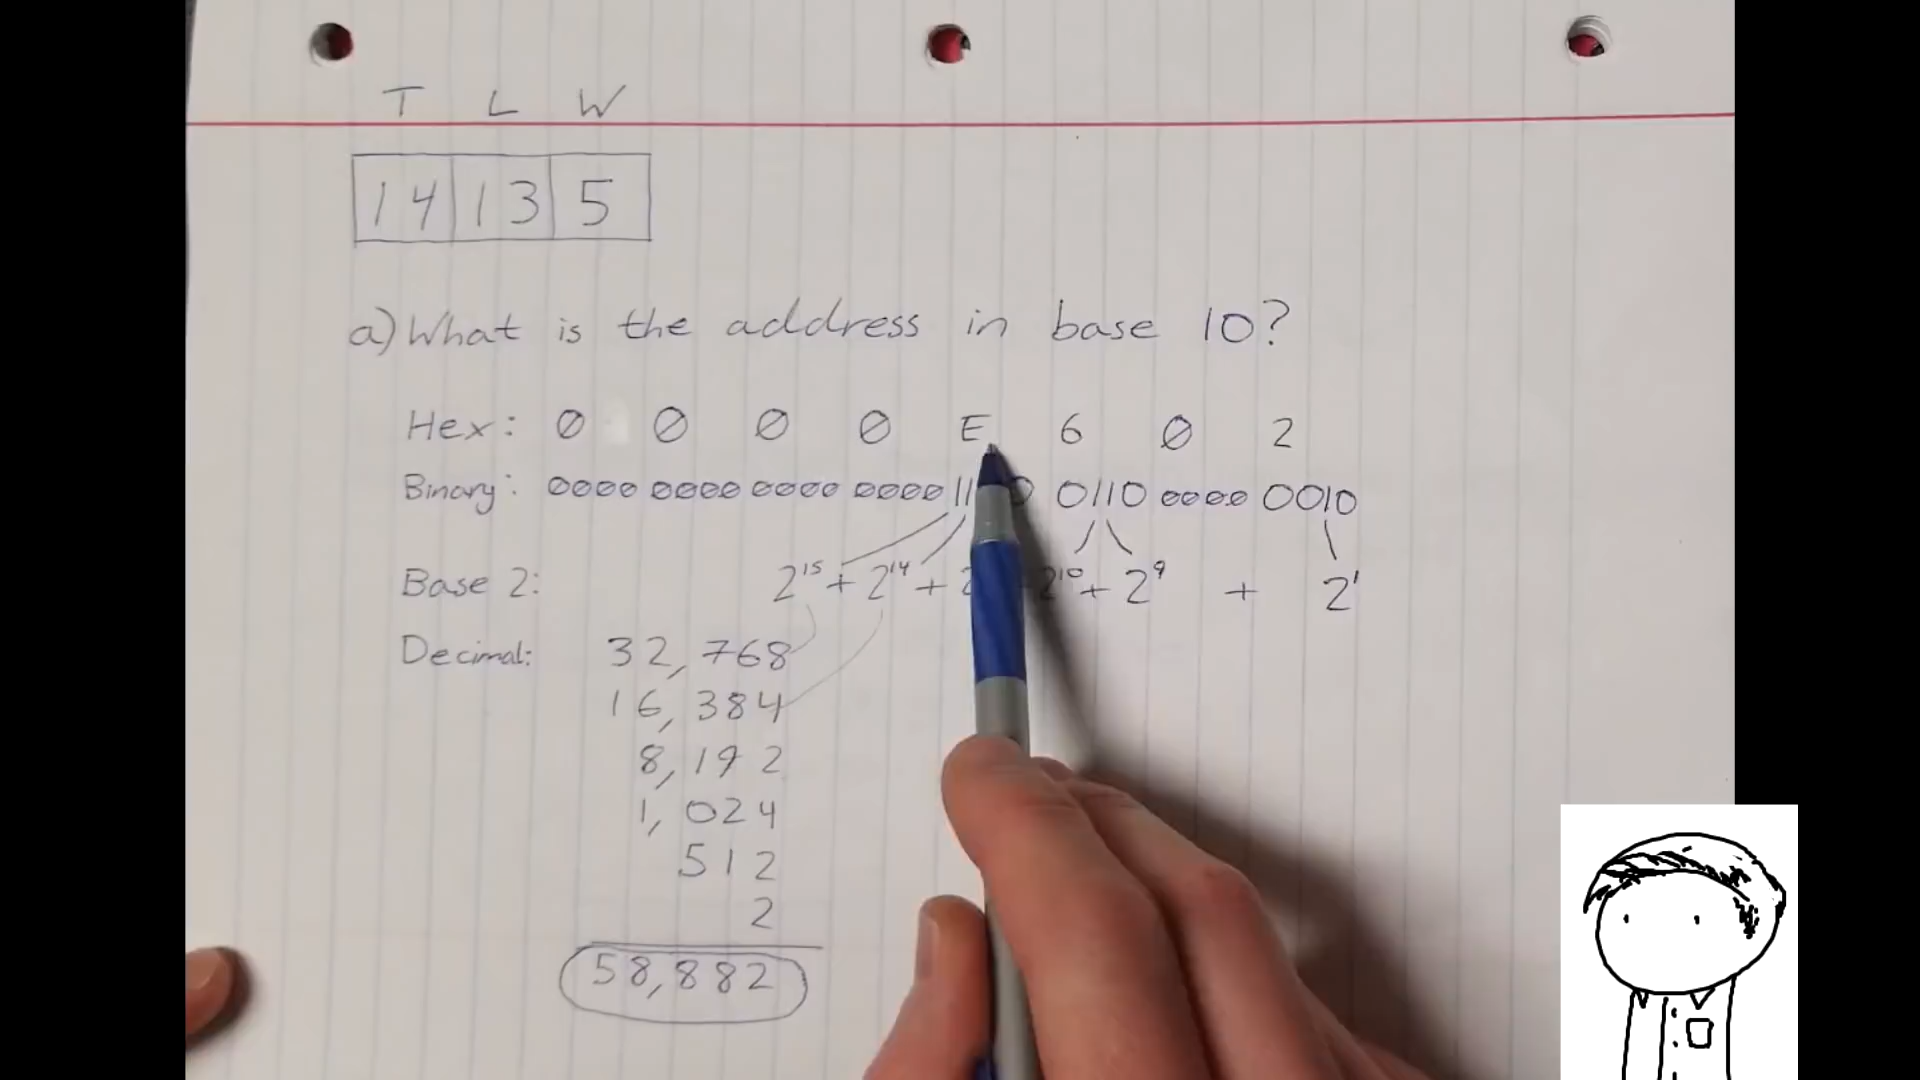 T L W
14 13 5
a) What is the address in base 10?
Hex: 0 0 0 0 E 6 0 2
Binary: 0000 0000 0000 0000 11 0 0110 0000 0010
Base 2: 2¹⁵ + 2¹⁴ + 2 2¹⁰ + 2⁹ + 2¹
Decimal: 32,768
16,384
8,192
1,024
512
2
58,882